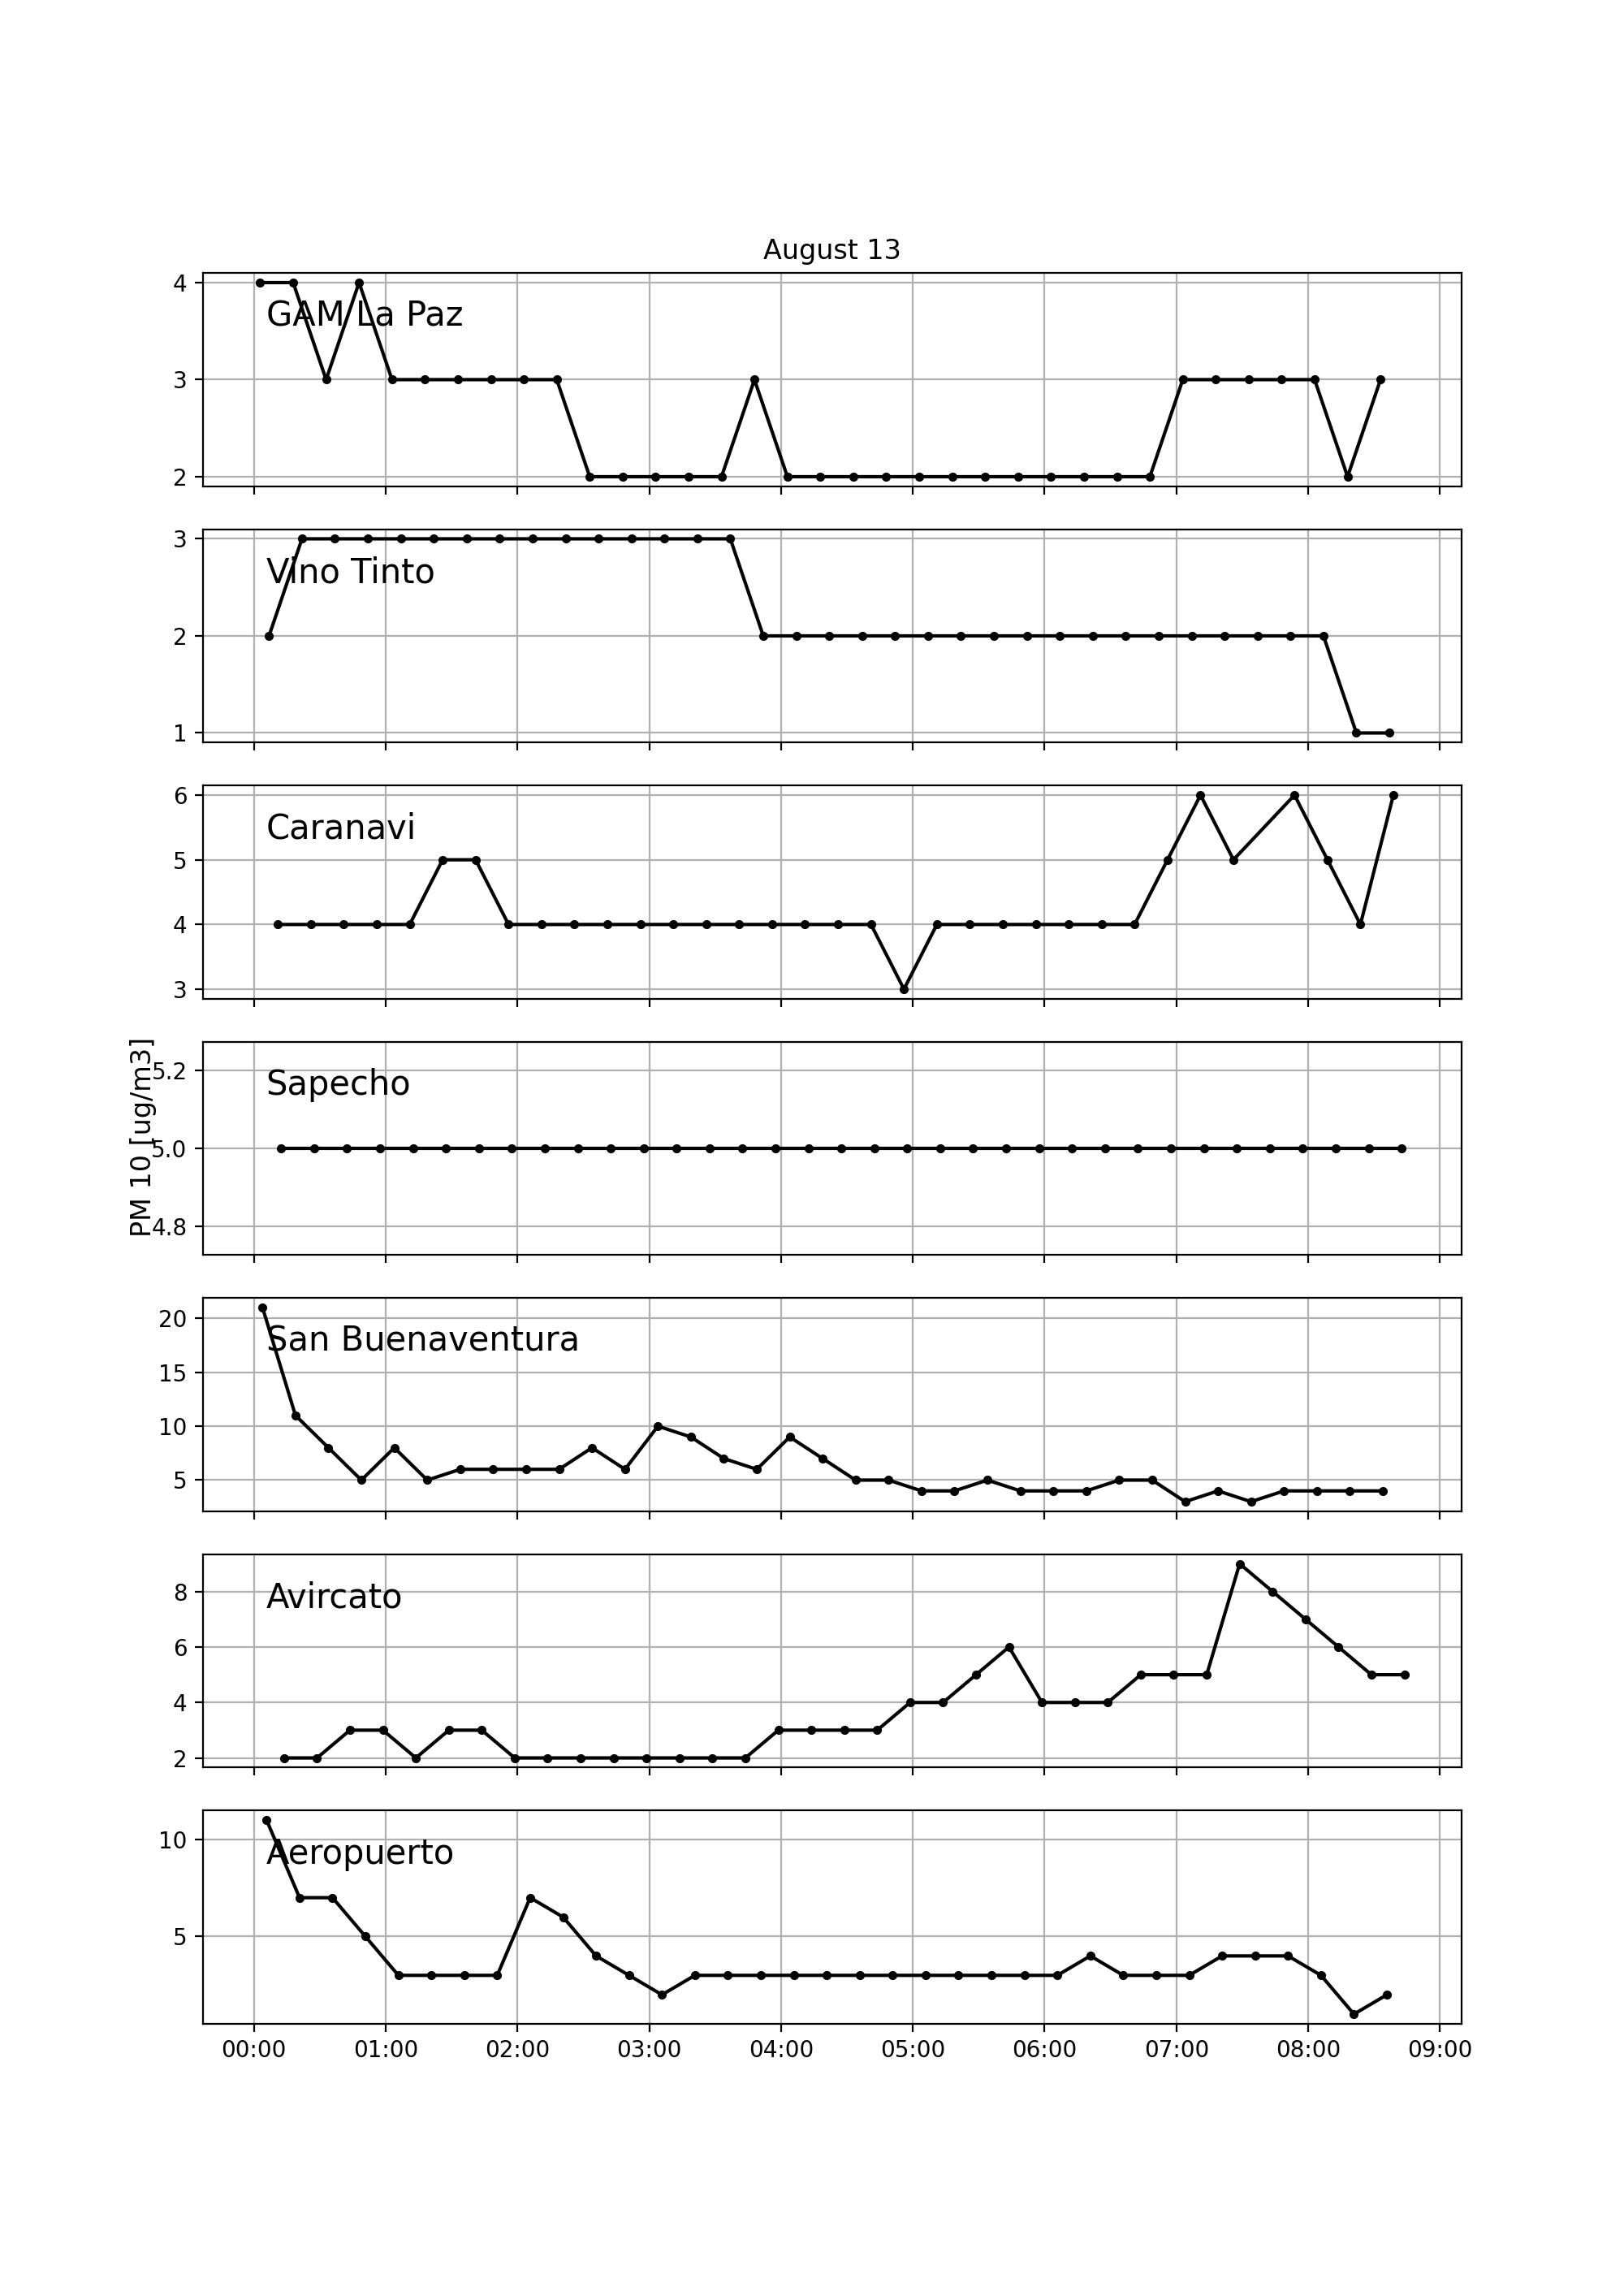 August 13
4
GAM La Paz
3
2
3
Vino Tinto
2
1
6
Caranavi
5
4
3
PM 10 [ug/m3]
5.2
Sapecho
5.0
4.8
20
San Buenaventura
15
10
5
8
Avircato
6
4
2
10
Aeropuerto
5
00:00 01:00 02:00 03:00 04:00 05:00 06:00 07:00 08:00 09:00